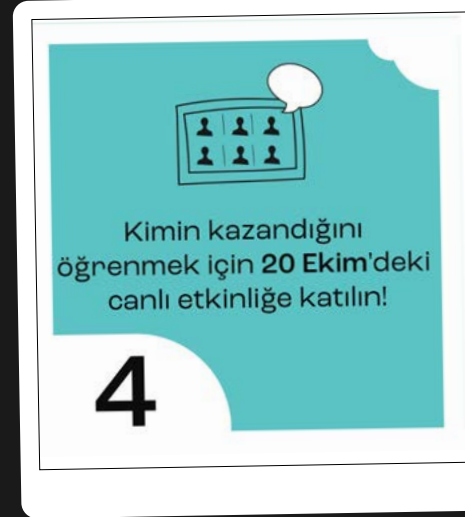 Kimin kazandığını
öğrenmek için 20 Ekim'deki
canlı etkinliğe katılın!
4